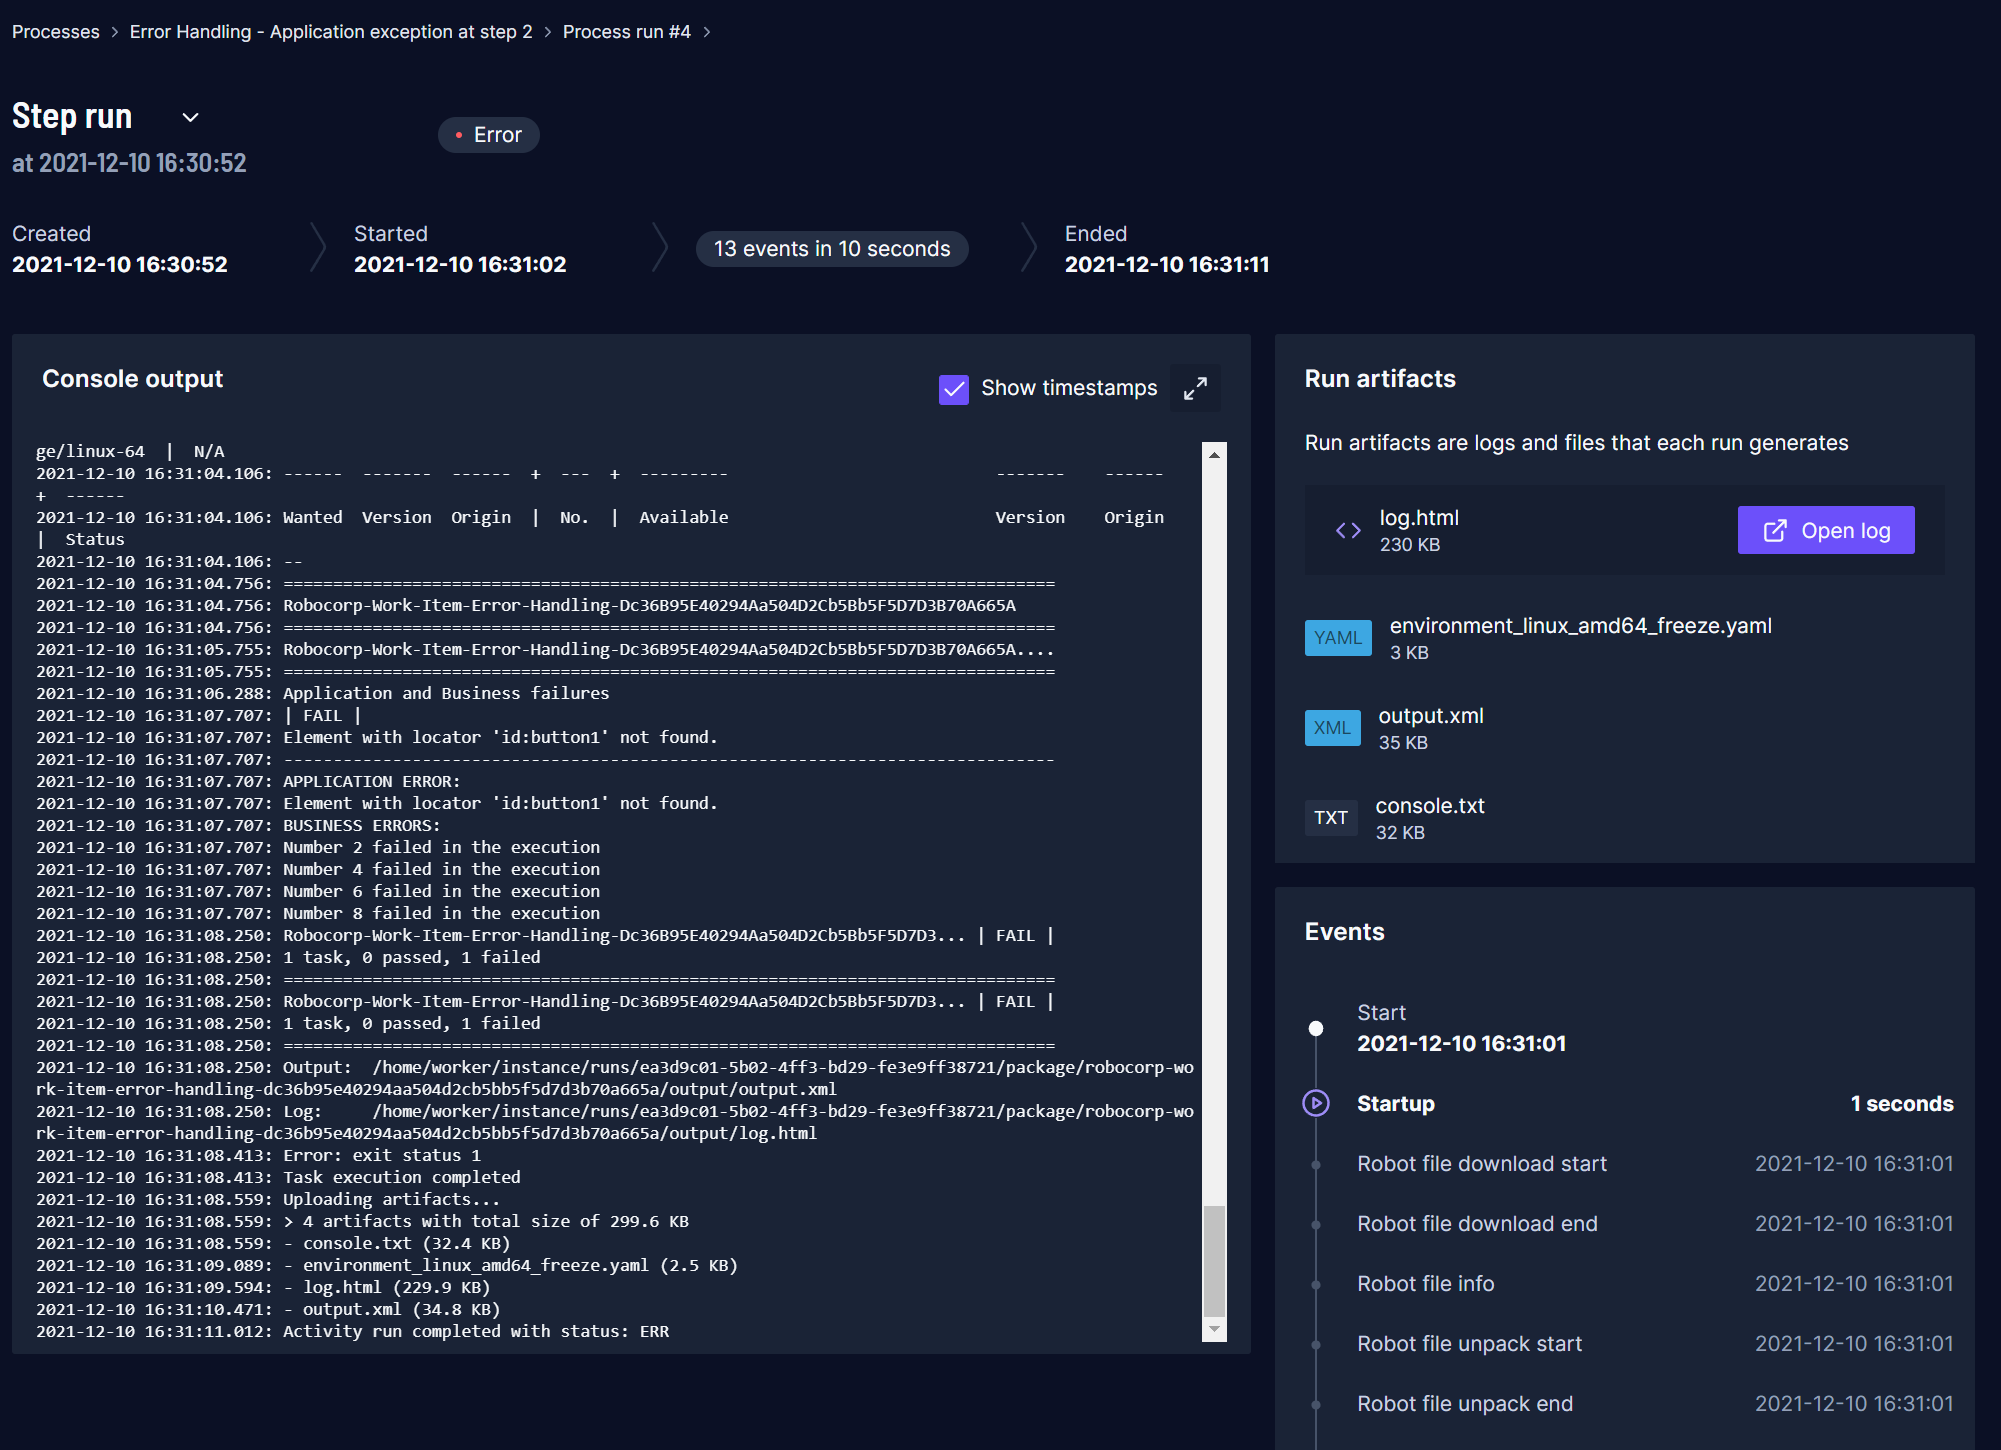 Processes > Error Handling - Application exception at step 2 > Process run #4 >
Step run
at 2021-12-10 16:30:52
Error
Created
2021-12-10 16:30:52
Started
2021-12-10 16:31:02
13 events in 10 seconds
Ended
2021-12-10 16:31:11
Console output
Show timestamps
ge/linux-64  |  N/A
2021-12-10 16:31:04.106: ------  -------  ------  +  ---  +  ---------                           -------    ------
+  ------
2021-12-10 16:31:04.106: Wanted  Version  Origin  |  No.  |  Available                           Version    Origin
|  Status
2021-12-10 16:31:04.106: --
2021-12-10 16:31:04.756: ==============================================================================
2021-12-10 16:31:04.756: Robocorp-Work-Item-Error-Handling-Dc36B95E40294Aa504D2Cb5Bb5F5D7D3B70A665A
2021-12-10 16:31:04.756: ==============================================================================
2021-12-10 16:31:05.755: Robocorp-Work-Item-Error-Handling-Dc36B95E40294Aa504D2Cb5Bb5F5D7D3B70A665A....
2021-12-10 16:31:05.755: ==============================================================================
2021-12-10 16:31:06.288: Application and Business failures
2021-12-10 16:31:07.707: | FAIL |
2021-12-10 16:31:07.707: Element with locator 'id:button1' not found.
2021-12-10 16:31:07.707: ------------------------------------------------------------------------------
2021-12-10 16:31:07.707: APPLICATION ERROR:
2021-12-10 16:31:07.707: Element with locator 'id:button1' not found.
2021-12-10 16:31:07.707: BUSINESS ERRORS:
2021-12-10 16:31:07.707: Number 2 failed in the execution
2021-12-10 16:31:07.707: Number 4 failed in the execution
2021-12-10 16:31:07.707: Number 6 failed in the execution
2021-12-10 16:31:07.707: Number 8 failed in the execution
2021-12-10 16:31:08.250: Robocorp-Work-Item-Error-Handling-Dc36B95E40294Aa504D2Cb5Bb5F5D7D3... | FAIL |
2021-12-10 16:31:08.250: 1 task, 0 passed, 1 failed
2021-12-10 16:31:08.250: ==============================================================================
2021-12-10 16:31:08.250: Robocorp-Work-Item-Error-Handling-Dc36B95E40294Aa504D2Cb5Bb5F5D7D3... | FAIL |
2021-12-10 16:31:08.250: 1 task, 0 passed, 1 failed
2021-12-10 16:31:08.250: ==============================================================================
2021-12-10 16:31:08.250: Output:  /home/worker/instance/runs/ea3d9c01-5b02-4ff3-bd29-fe3e9ff38721/package/robocorp-wo
rk-item-error-handling-dc36b95e40294aa504d2cb5bb5f5d7d3b70a665a/output/output.xml
2021-12-10 16:31:08.250: Log:     /home/worker/instance/runs/ea3d9c01-5b02-4ff3-bd29-fe3e9ff38721/package/robocorp-wo
rk-item-error-handling-dc36b95e40294aa504d2cb5bb5f5d7d3b70a665a/output/log.html
2021-12-10 16:31:08.413: Error: exit status 1
2021-12-10 16:31:08.413: Task execution completed
2021-12-10 16:31:08.559: Uploading artifacts...
2021-12-10 16:31:08.559: > 4 artifacts with total size of 299.6 KB
2021-12-10 16:31:08.559: - console.txt (32.4 KB)
2021-12-10 16:31:09.089: - environment_linux_amd64_freeze.yaml (2.5 KB)
2021-12-10 16:31:09.594: - log.html (229.9 KB)
2021-12-10 16:31:10.471: - output.xml (34.8 KB)
2021-12-10 16:31:11.012: Activity run completed with status: ERR
Run artifacts
Run artifacts are logs and files that each run generates
log.html
230 KB
Open log
YAML
environment_linux_amd64_freeze.yaml
3 KB
XML
output.xml
35 KB
TXT
console.txt
32 KB
Events
Start
2021-12-10 16:31:01
Startup 1 seconds
Robot file download start 2021-12-10 16:31:01
Robot file download end 2021-12-10 16:31:01
Robot file info 2021-12-10 16:31:01
Robot file unpack start 2021-12-10 16:31:01
Robot file unpack end 2021-12-10 16:31:01